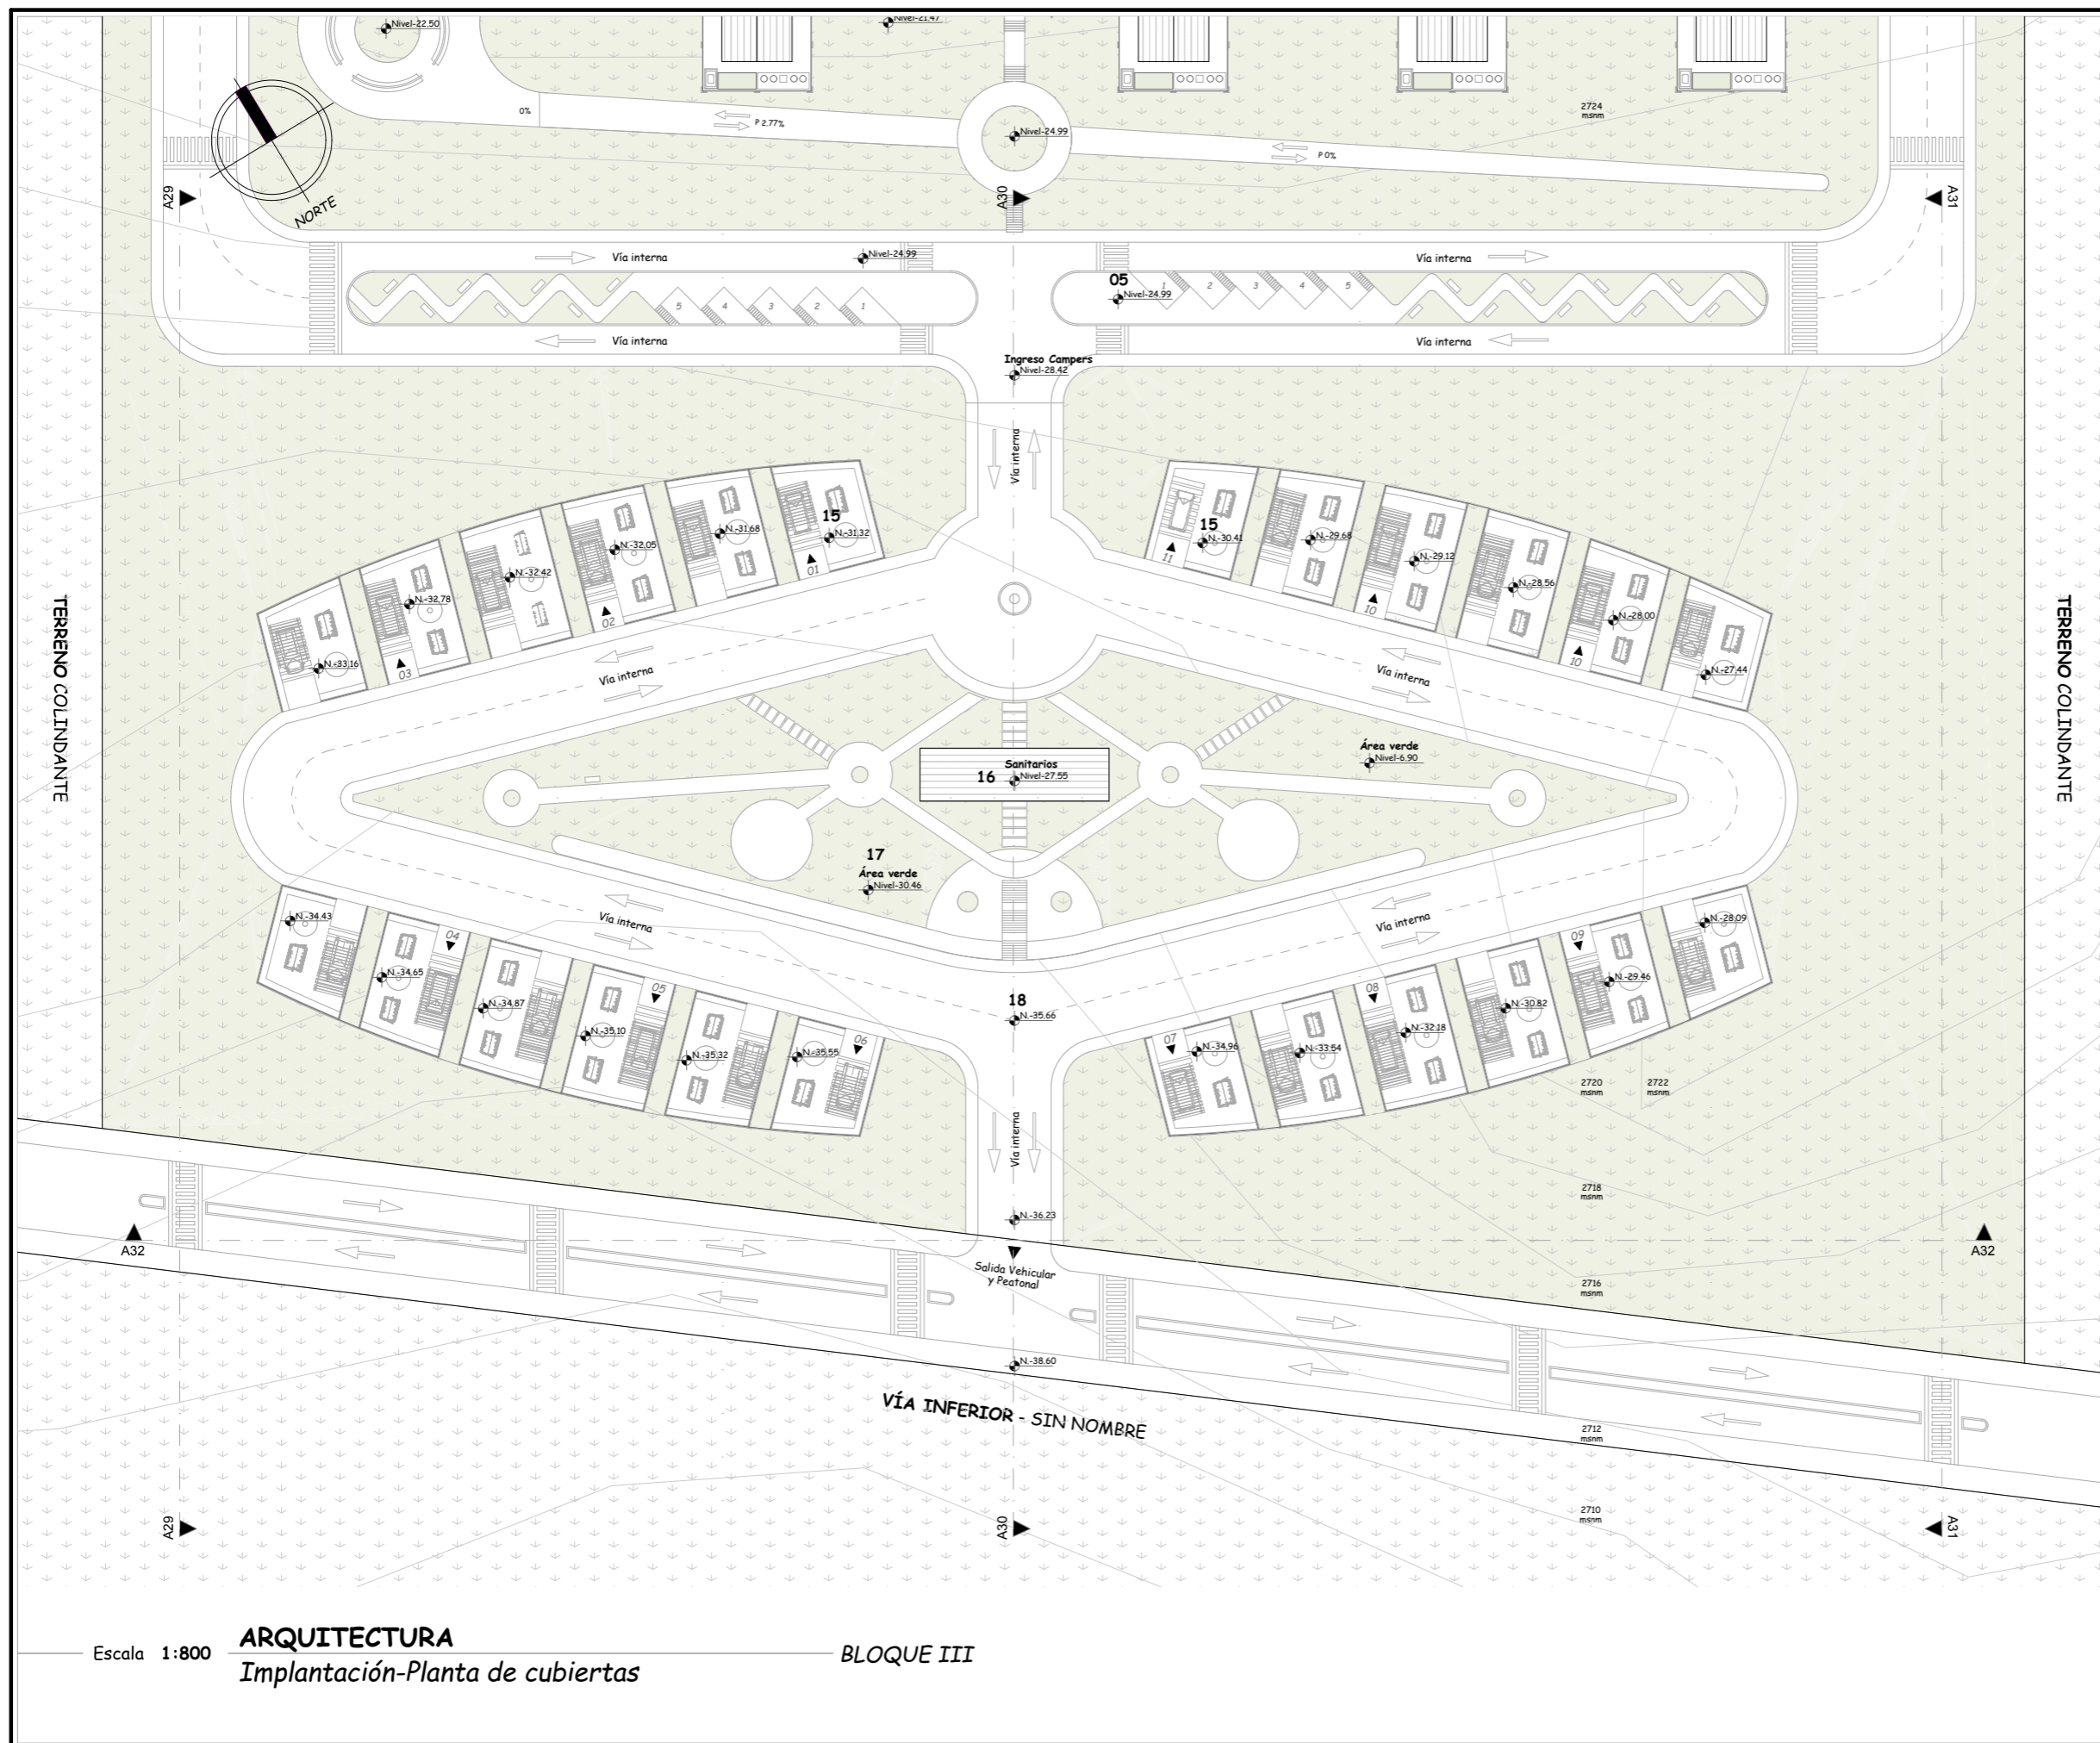 Nivel-22.50
Nivel-21.47
0%
P 2.77%
Nivel-24.99
P 0%
2724
msnm
NORTE
A29
A30
A31
Vía interna
Nivel-24.99
Vía interna
05
Nivel-24.99
5 4 3 2 1
1 2 3 4 5
Vía interna
Vía interna
Ingreso Campers
Nivel-28.42
Vía interna
15
N.-31.32
01
N.-31.68
N.-32.05
02
N.-32.42
N.-32.78
03
N.-33.16
15
N.-30.41
11
N.-29.68
N.-29.12
10
N.-28.56
N.-28.00
10
N.-27.44
TERRENO COLINDANTE
TERRENO COLINDANTE
Vía interna
Vía interna
Sanitarios
16
Nivel-27.55
Área verde
Nivel-6.90
17
Área verde
Nivel-30.46
Vía interna
Vía interna
N.-34.43
04
N.-34.65
N.-34.87
05
N.-35.10
N.-35.32
06
N.-35.55
18
N.-35.66
07
N.-34.96
N.-33.54
08
N.-32.18
N.-30.82
09
N.-29.46
N.-28.09
2720
msnm
2722
msnm
Vía interna
2718
msnm
N.-36.23
A32
A32
Salida Vehicular
y Peatonal
2716
msnm
N.-38.60
VÍA INFERIOR - SIN NOMBRE
2712
msnm
2710
msnm
A29
A30
A31
Escala 1:800
ARQUITECTURA
Implantación-Planta de cubiertas
BLOQUE III